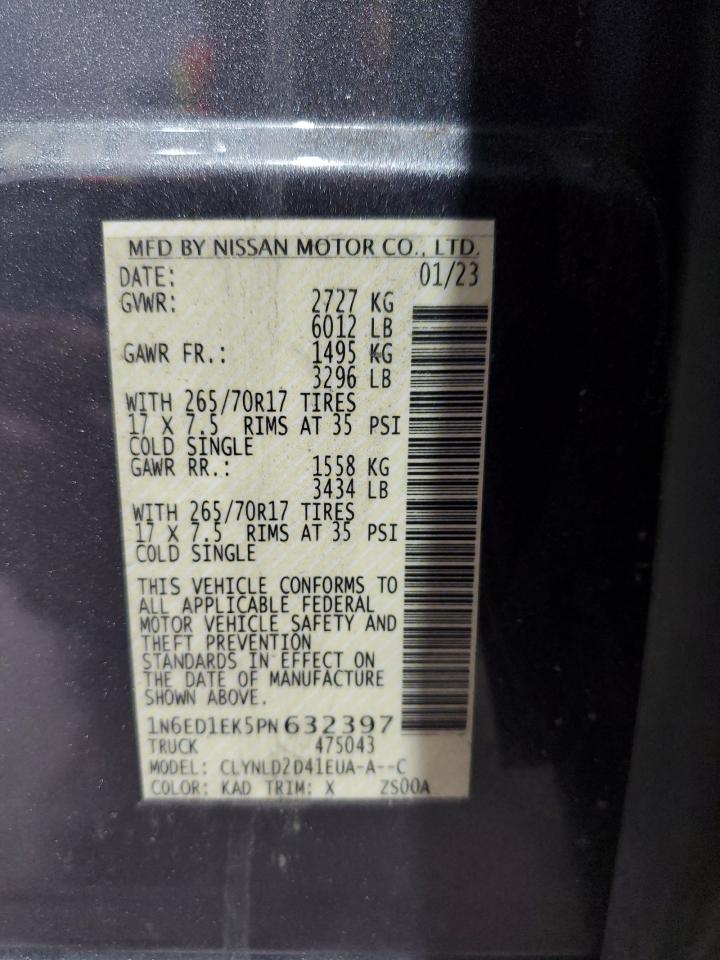 MFD BY NISSAN MOTOR CO., LTD.
DATE: 01/23
GVWR: 2727 KG
6012 LB
GAWR FR.: 1495 KG
3296 LB
WITH 265/70R17 TIRES
17 X 7.5 RIMS AT 35 PSI
COLD SINGLE
GAWR RR.: 1558 KG
3434 LB
WITH 265/70R17 TIRES
17 X 7.5 RIMS AT 35 PSI
COLD SINGLE
THIS VEHICLE CONFORMS TO
ALL APPLICABLE FEDERAL
MOTOR VEHICLE SAFETY AND
THEFT PREVENTION
STANDARDS IN EFFECT ON
THE DATE OF MANUFACTURE
SHOWN ABOVE.
1N6ED1EK5PN632397
TRUCK 475043
MODEL: CLYNLD2D41EUA-A--C
COLOR: KAD TRIM: X ZS00A